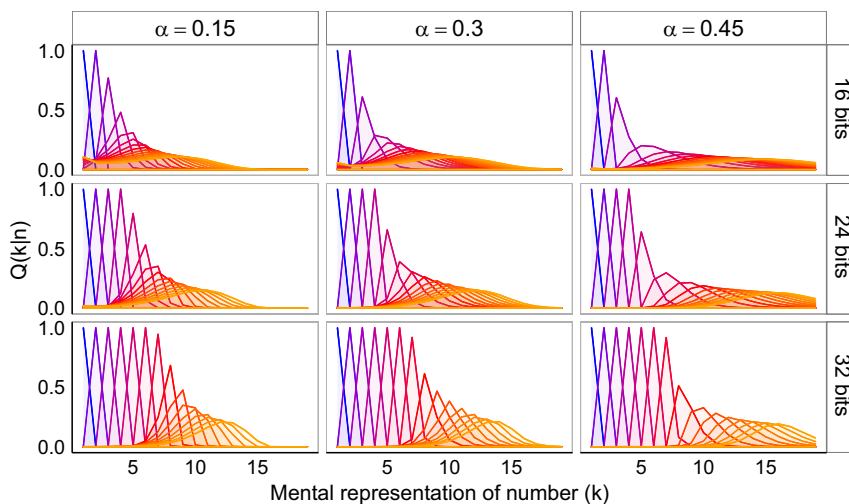 α = 0.15
α = 0.3
α = 0.45
1.0
0.5
0.0
16 bits
1.0
0.5
0.0
24 bits
1.0
0.5
0.0
32 bits
Q(k|n)
5 10 15
5 10 15
5 10 15
Mental representation of number (k)